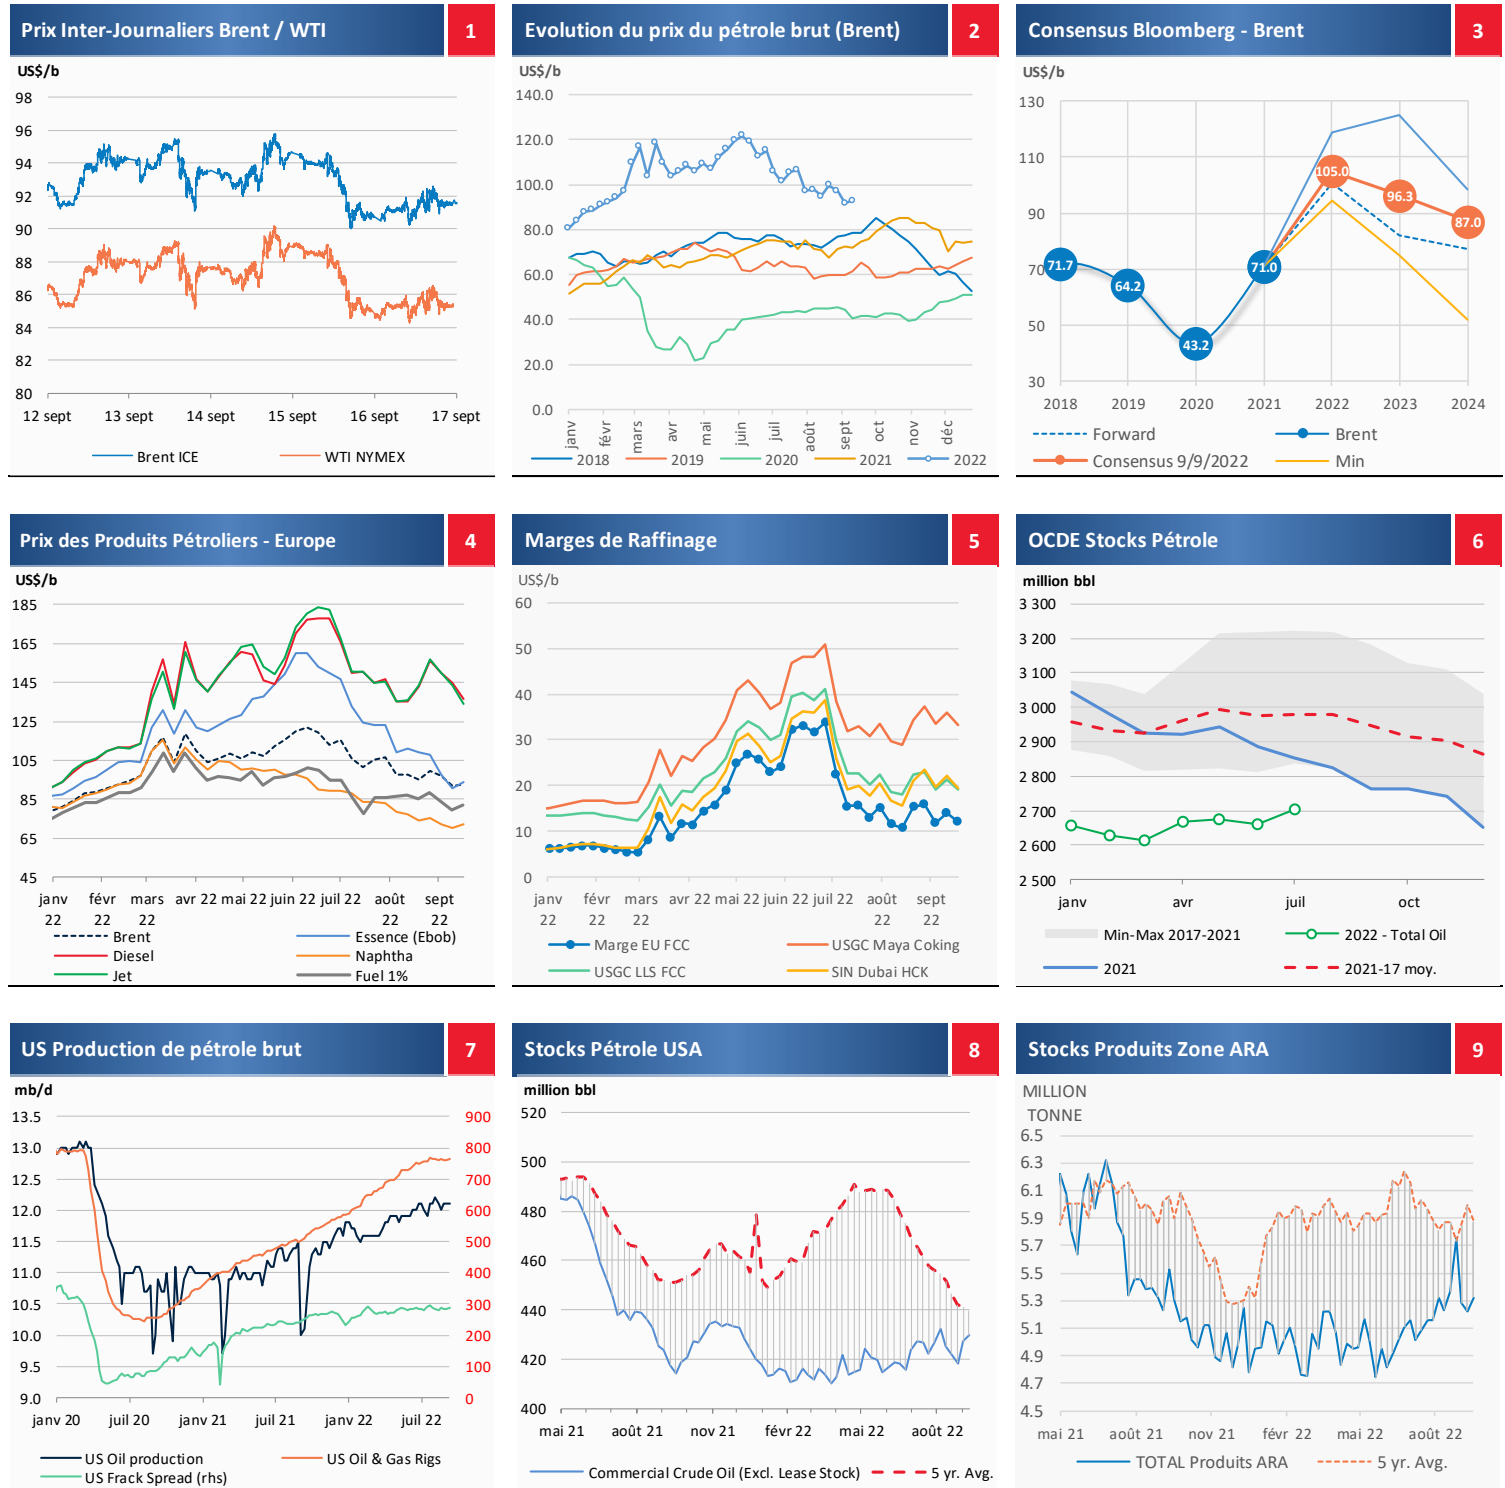 Prix Inter-Journaliers Brent / WTI 1
US$/b
98
96
94
92
90
88
86
84
82
80
12 sept 13 sept 14 sept 15 sept 16 sept 17 sept
Brent ICE WTI NYMEX
Evolution du prix du pétrole brut (Brent) 2
US$/b
140.0
120.0
100.0
80.0
60.0
40.0
20.0
0.0
janv févr mars avr mai juin juil août sept oct nov déc
2018 2019 2020 2021 2022
Consensus Bloomberg - Brent 3
US$/b
130
110
90
70
50
30
71.7 64.2 43.2 71.0 105.0 96.3 87.0
2018 2019 2020 2021 2022 2023 2024
Forward Brent
Consensus 9/9/2022 Min
Prix des Produits Pétroliers - Europe 4
US$/b
185
165
145
125
105
85
65
45
janv févr mars avr 22 mai 22 juin 22 juil 22 août sept
22 22 22 22 22
Brent Essence (Ebob)
Diesel Naphtha
Jet Fuel 1%
Marges de Raffinage 5
US$/b
60
50
40
30
20
10
0
janv févr mars avr 22 mai 22 juin 22 juil 22 août sept
22 22 22 22 22
Marge EU FCC USGC Maya Coking
USGC LLS FCC SIN Dubai HCK
OCDE Stocks Pétrole 6
million bbl
3 300
3 200
3 100
3 000
2 900
2 800
2 700
2 600
2 500
janv avr juil oct
Min-Max 2017-2021 2022 - Total Oil
2021 2021-17 moy.
US Production de pétrole brut 7
mb/d
13.5 900
13.0 800
12.5 700
12.0 600
11.5 500
11.0 400
10.5 300
10.0 200
9.5 100
9.0 0
janv 20 juil 20 janv 21 juil 21 janv 22 juil 22
US Oil production US Oil & Gas Rigs
US Frack Spread (rhs)
Stocks Pétrole USA 8
million bbl
520
500
480
460
440
420
400
mai 21 août 21 nov 21 févr 22 mai 22 août 22
Commercial Crude Oil (Excl. Lease Stock) 5 yr. Avg.
Stocks Produits Zone ARA 9
MILLION
TONNE
6.5
6.3
6.1
5.9
5.7
5.5
5.3
5.1
4.9
4.7
4.5
mai 21 août 21 nov 21 févr 22 mai 22 août 22
TOTAL Produits ARA 5 yr. Avg.